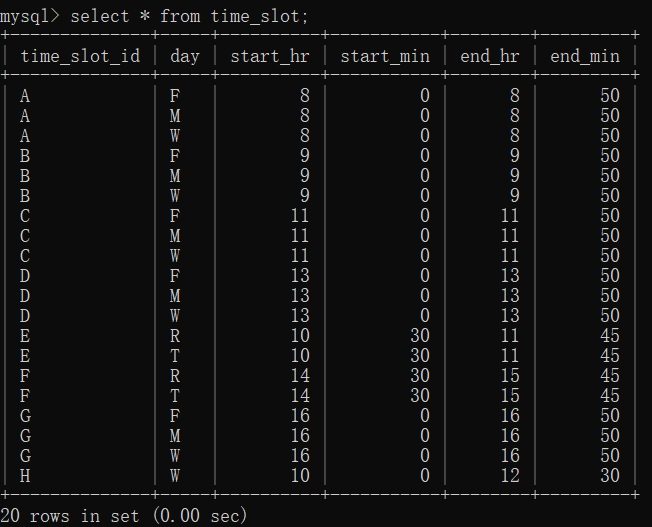 mysql> select * from time_slot;
+--------------+-----+----------+-----------+--------+---------+
| time_slot_id | day | start_hr | start_min | end_hr | end_min |
+--------------+-----+----------+-----------+--------+---------+
| A            | F   |        8 |         0 |      8 |      50 |
| A            | M   |        8 |         0 |      8 |      50 |
| A            | W   |        8 |         0 |      8 |      50 |
| B            | F   |        9 |         0 |      9 |      50 |
| B            | M   |        9 |         0 |      9 |      50 |
| B            | W   |        9 |         0 |      9 |      50 |
| C            | F   |       11 |         0 |     11 |      50 |
| C            | M   |       11 |         0 |     11 |      50 |
| C            | W   |       11 |         0 |     11 |      50 |
| D            | F   |       13 |         0 |     13 |      50 |
| D            | M   |       13 |         0 |     13 |      50 |
| D            | W   |       13 |         0 |     13 |      50 |
| E            | R   |       10 |        30 |     11 |      45 |
| E            | T   |       10 |        30 |     11 |      45 |
| F            | R   |       14 |        30 |     15 |      45 |
| F            | T   |       14 |        30 |     15 |      45 |
| G            | F   |       16 |         0 |     16 |      50 |
| G            | M   |       16 |         0 |     16 |      50 |
| G            | W   |       16 |         0 |     16 |      50 |
| H            | W   |       10 |         0 |     12 |      30 |
+--------------+-----+----------+-----------+--------+---------+
20 rows in set (0.00 sec)